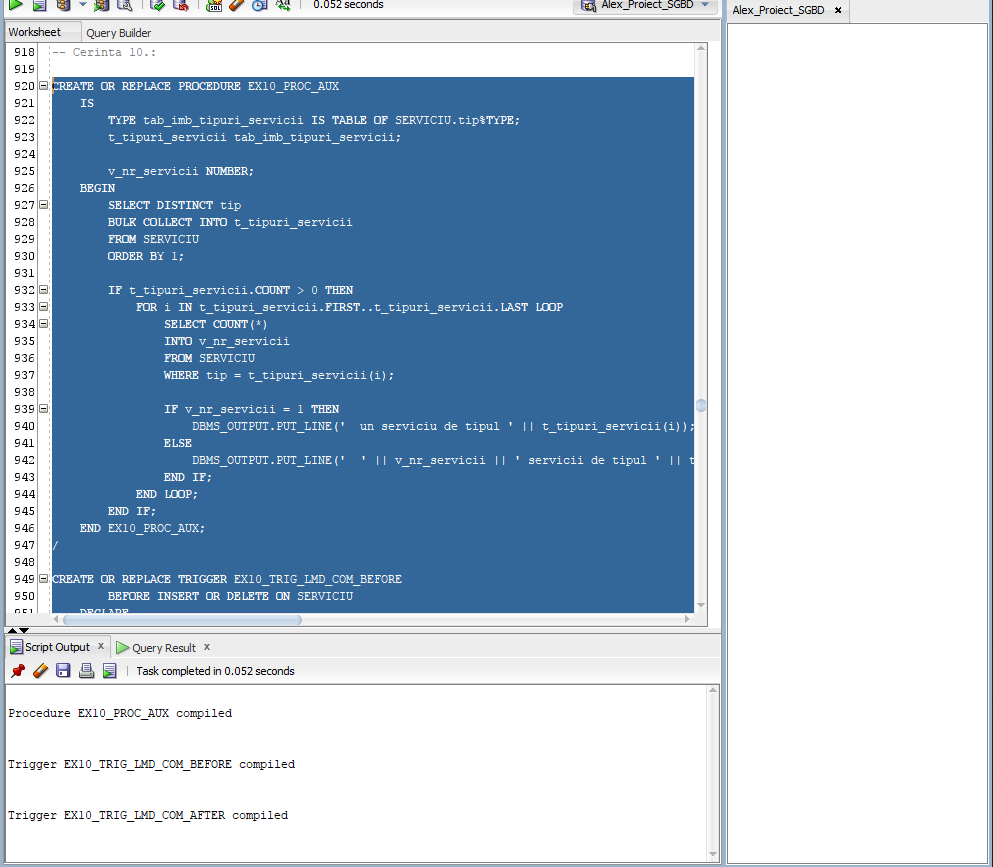 0.052 seconds
Alex_Proiect_SGBD
Alex_Proiect_SGBD ×
Worksheet
Query Builder
918 -- Cerinta 10.:
919
920 CREATE OR REPLACE PROCEDURE EX10_PROC_AUX
921 IS
922 TYPE tab_imb_tipuri_servicii IS TABLE OF SERVICIU.tip%TYPE;
923 t_tipuri_servicii tab_imb_tipuri_servicii;
924
925 v_nr_servicii NUMBER;
926 BEGIN
927 SELECT DISTINCT tip
928 BULK COLLECT INTO t_tipuri_servicii
929 FROM SERVICIU
930 ORDER BY 1;
931
932 IF t_tipuri_servicii.COUNT > 0 THEN
933 FOR i IN t_tipuri_servicii.FIRST..t_tipuri_servicii.LAST LOOP
934 SELECT COUNT(*)
935 INTO v_nr_servicii
936 FROM SERVICIU
937 WHERE tip = t_tipuri_servicii(i);
938
939 IF v_nr_servicii = 1 THEN
940 DBMS_OUTPUT.PUT_LINE('  un serviciu de tipul ' || t_tipuri_servicii(i));
941 ELSE
942 DBMS_OUTPUT.PUT_LINE('  ' || v_nr_servicii || ' servicii de tipul ' || t
943 END IF;
944 END LOOP;
945 END IF;
946 END EX10_PROC_AUX;
947 /
948
949 CREATE OR REPLACE TRIGGER EX10_TRIG_LMD_COM_BEFORE
950 BEFORE INSERT OR DELETE ON SERVICIU
951 DECLARE
Script Output ×
Query Result ×
Task completed in 0.052 seconds
Procedure EX10_PROC_AUX compiled
Trigger EX10_TRIG_LMD_COM_BEFORE compiled
Trigger EX10_TRIG_LMD_COM_AFTER compiled